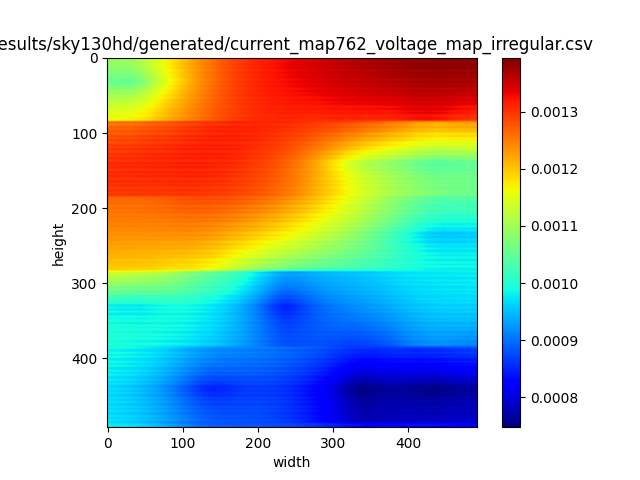 esults/sky130hd/generated/current_map762_voltage_map_irregular.csv
0
100
200
300
400
height
0 100 200 300 400
width
0.0013
0.0012
0.0011
0.0010
0.0009
0.0008